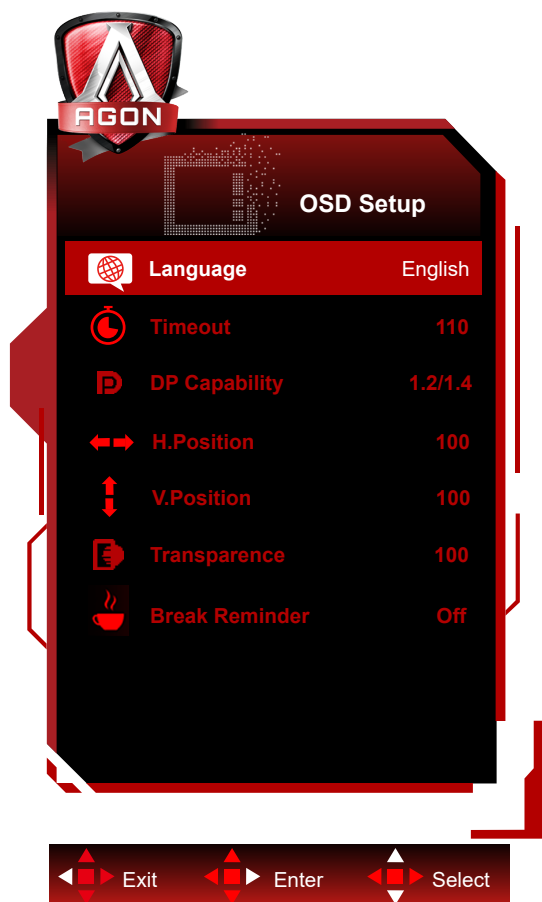 AGON
OSD Setup
Language English
Timeout 110
DP Capability 1.2/1.4
H.Position 100
V.Position 100
Transparence 100
Break Reminder Off
Exit Enter Select